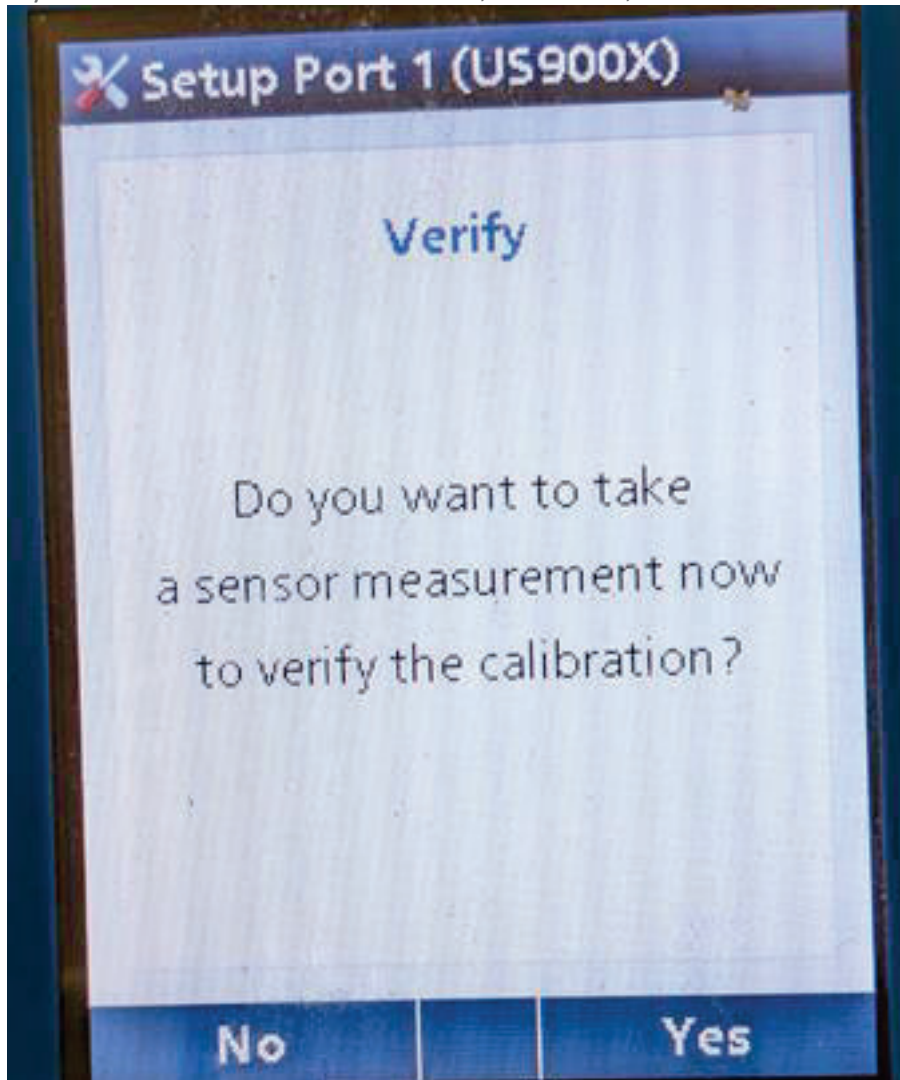 Setup Port 1 (US900X)
Verify
Do you want to take
a sensor measurement now
to verify the calibration?
No Yes